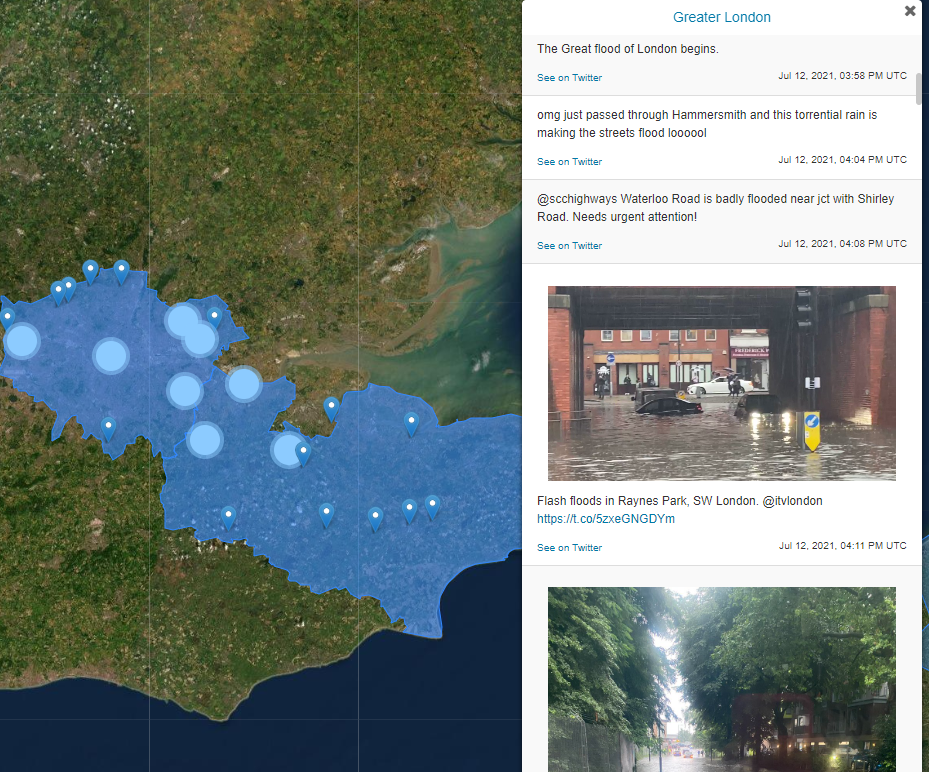 Greater London
The Great flood of London begins.
See on Twitter
Jul 12, 2021, 03:58 PM UTC
omg just passed through Hammersmith and this torrential rain is
making the streets flood loooool
See on Twitter
Jul 12, 2021, 04:04 PM UTC
@scchighways Waterloo Road is badly flooded near jct with Shirley
Road. Needs urgent attention!
See on Twitter
Jul 12, 2021, 04:08 PM UTC
FREDERICK
Flash floods in Raynes Park, SW London. @itvlondon
https://t.co/5zxeGNGDYm
See on Twitter
Jul 12, 2021, 04:11 PM UTC